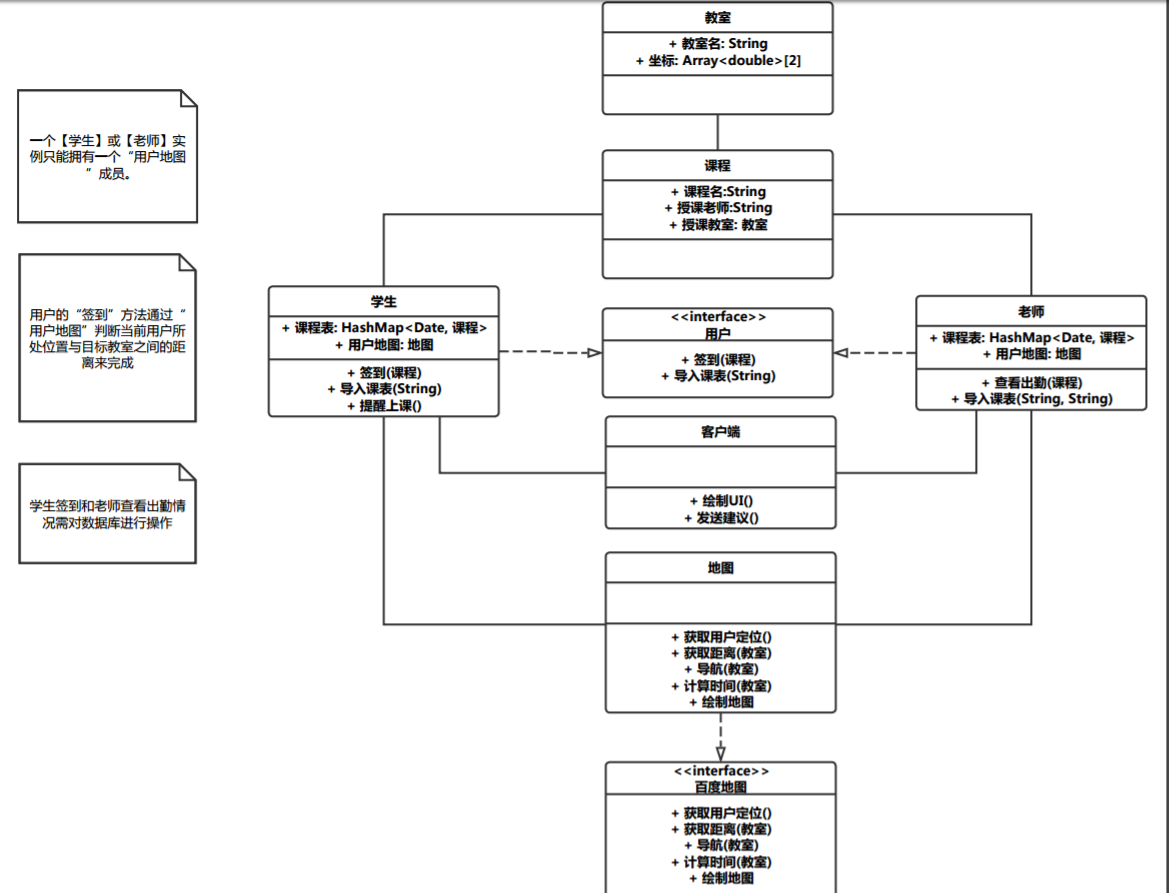 教室
+ 教室名: String
+ 坐标: Array<double>[2]
一个【学生】或【老师】实
例只能拥有一个“用户地图
”成员。
课程
+ 课程名:String
+ 授课老师:String
+ 授课教室: 教室
用户的“签到”方法通过“
用户地图”判断当前用户所
处位置与目标教室之间的距
离来完成
学生
+ 课程表: HashMap<Date, 课程>
+ 用户地图: 地图
+ 签到(课程)
+ 导入课表(String)
+ 提醒上课()
<<interface>>
用户
+ 签到(课程)
+ 导入课表(String)
老师
+ 课程表: HashMap<Date, 课程>
+ 用户地图: 地图
+ 查看出勤(课程)
+ 导入课表(String, String)
客户端
+ 绘制UI()
+ 发送建议()
学生签到和老师查看出勤情
况需对数据库进行操作
地图
+ 获取用户定位()
+ 获取距离(教室)
+ 导航(教室)
+ 计算时间(教室)
+ 绘制地图
<<interface>>
百度地图
+ 获取用户定位()
+ 获取距离(教室)
+ 导航(教室)
+ 计算时间(教室)
+ 绘制地图